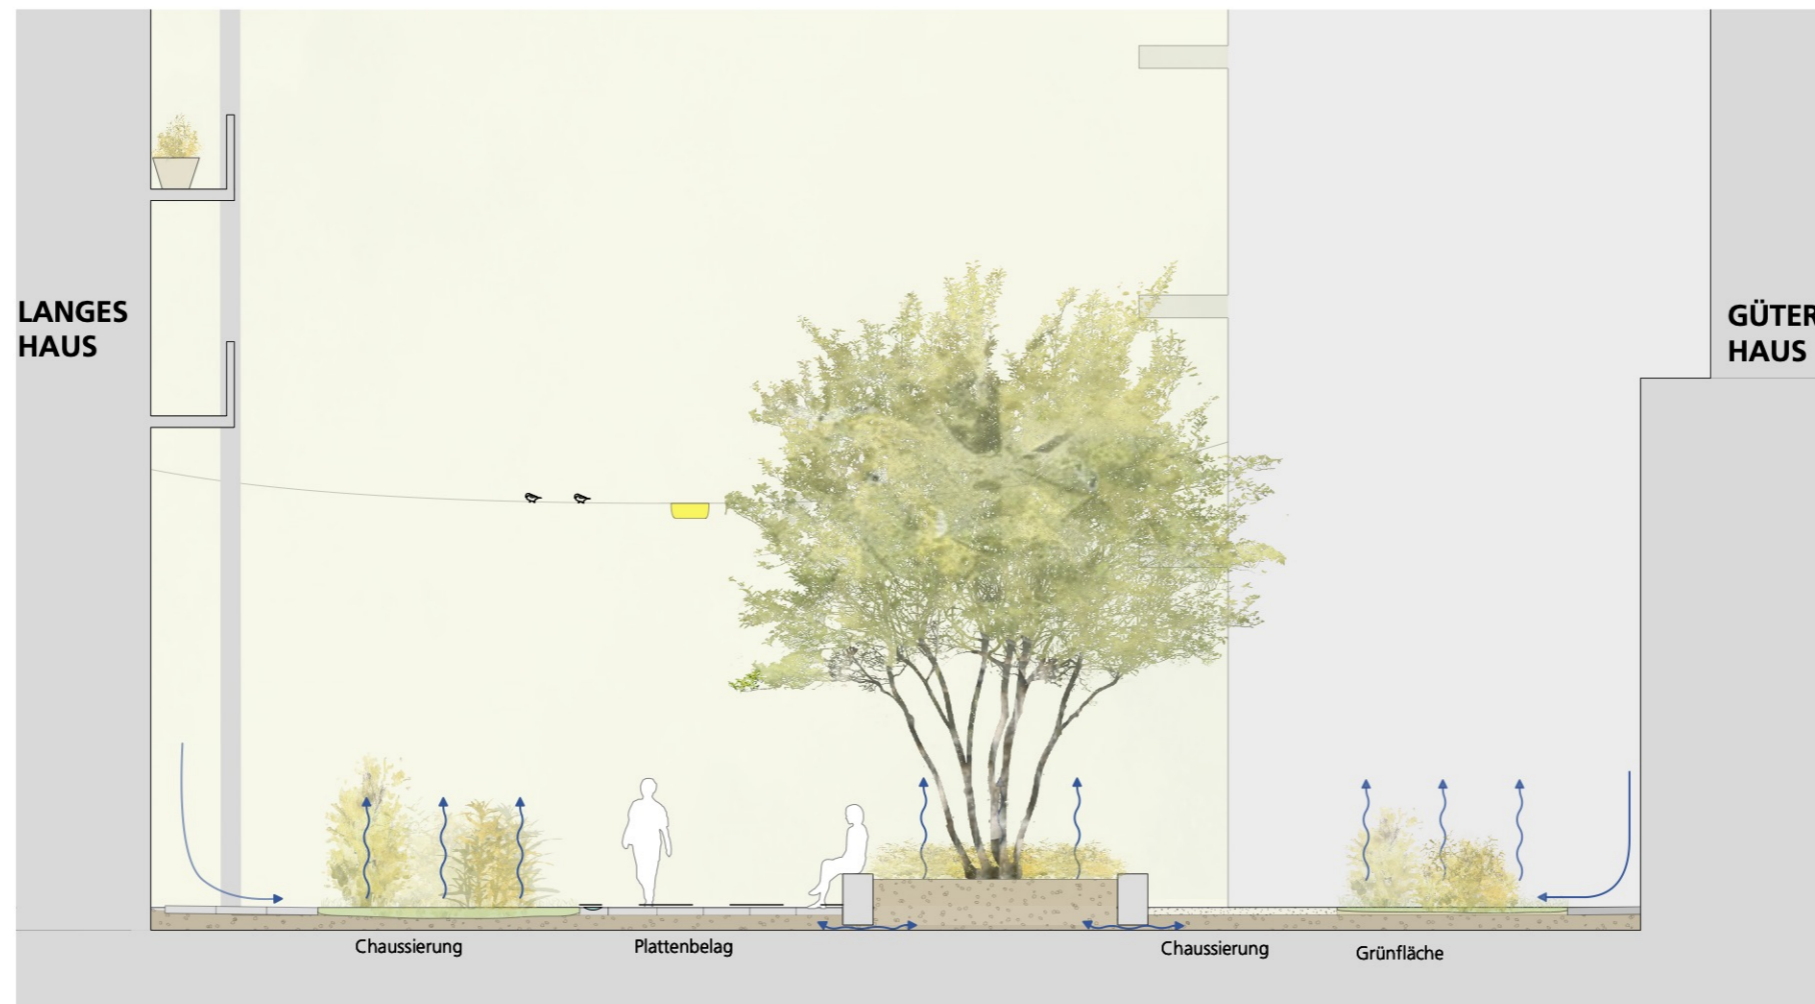 LANGES
HAUS
GÜTER
HAUS
Chaussierung
Plattenbelag
Chaussierung
Grünfläche